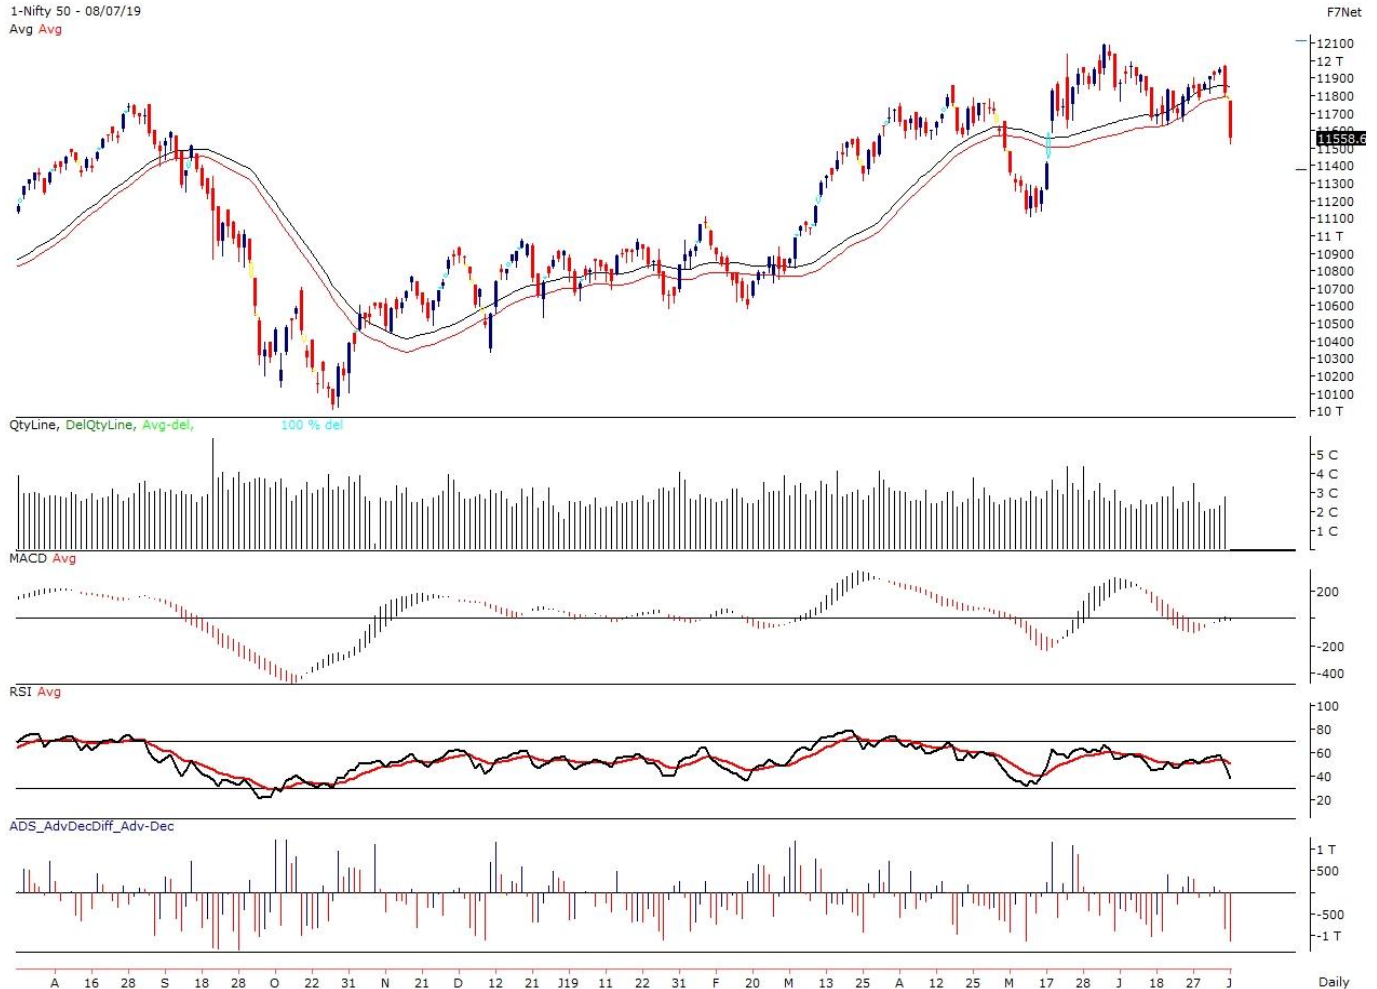 1-Nifty 50 - 08/07/19
F7Net
Avg Avg
12100
12 T
11900
11800
11700
11600
11558.6
11500
11400
11300
11200
11100
11 T
10900
10800
10700
10600
10500
10400
10300
10200
10100
10 T
QtyLine, DelQtyLine, Avg-del, 100 % del
5 C
4 C
3 C
2 C
1 C
MACD Avg
200
-200
-400
RSI Avg
100
80
60
40
20
ADS_AdvDecDiff_Adv-Dec
1 T
500
-500
-1 T
A 16 28 S 18 28 O 22 31 N 21 D 12 21 J19 11 22 31 F 20 M 13 25 A 12 25 M 17 28 J 18 27 J Daily